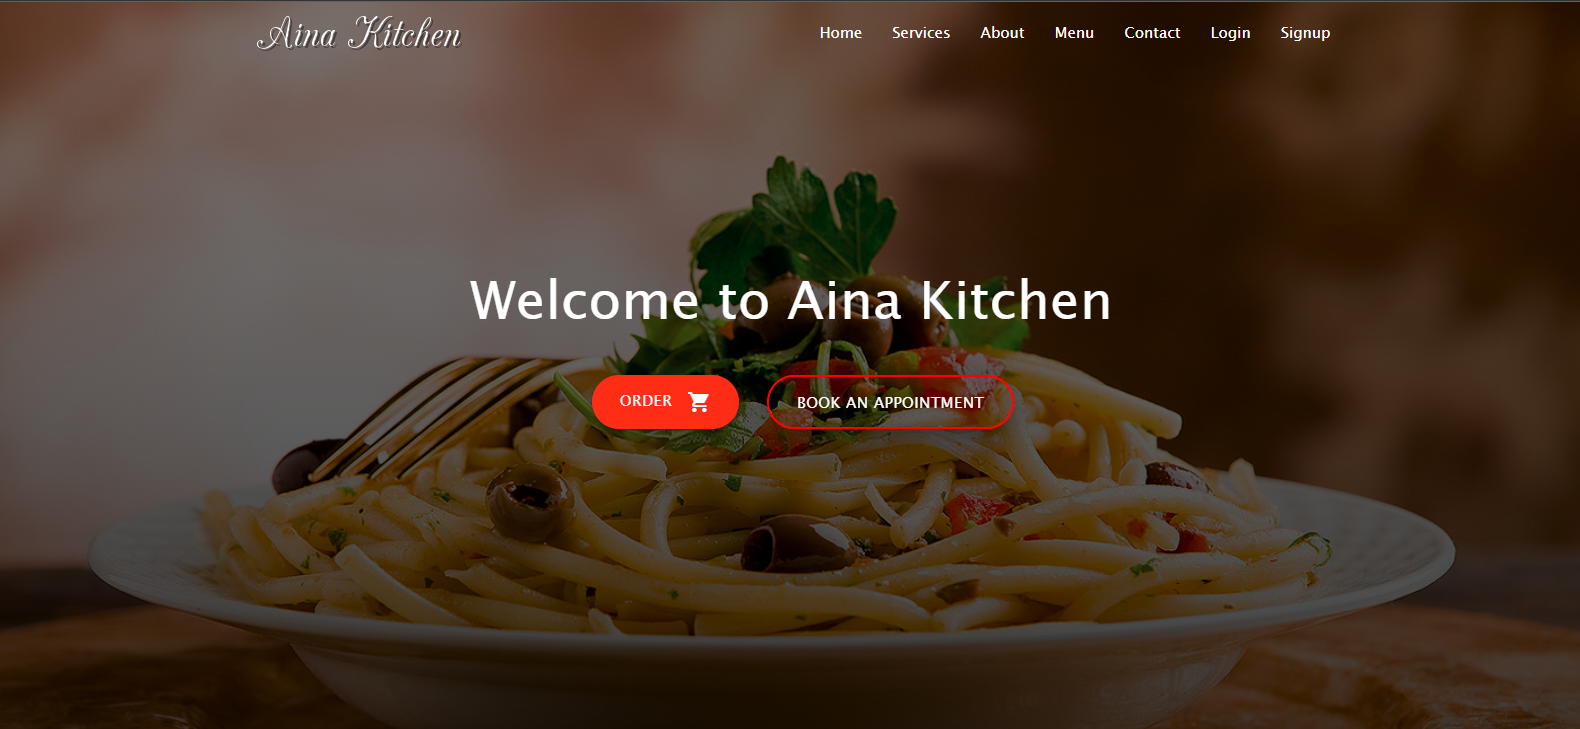 Aina Kitchen
Home Services About Menu Contact Login Signup
Welcome to Aina Kitchen
ORDER
BOOK AN APPOINTMENT